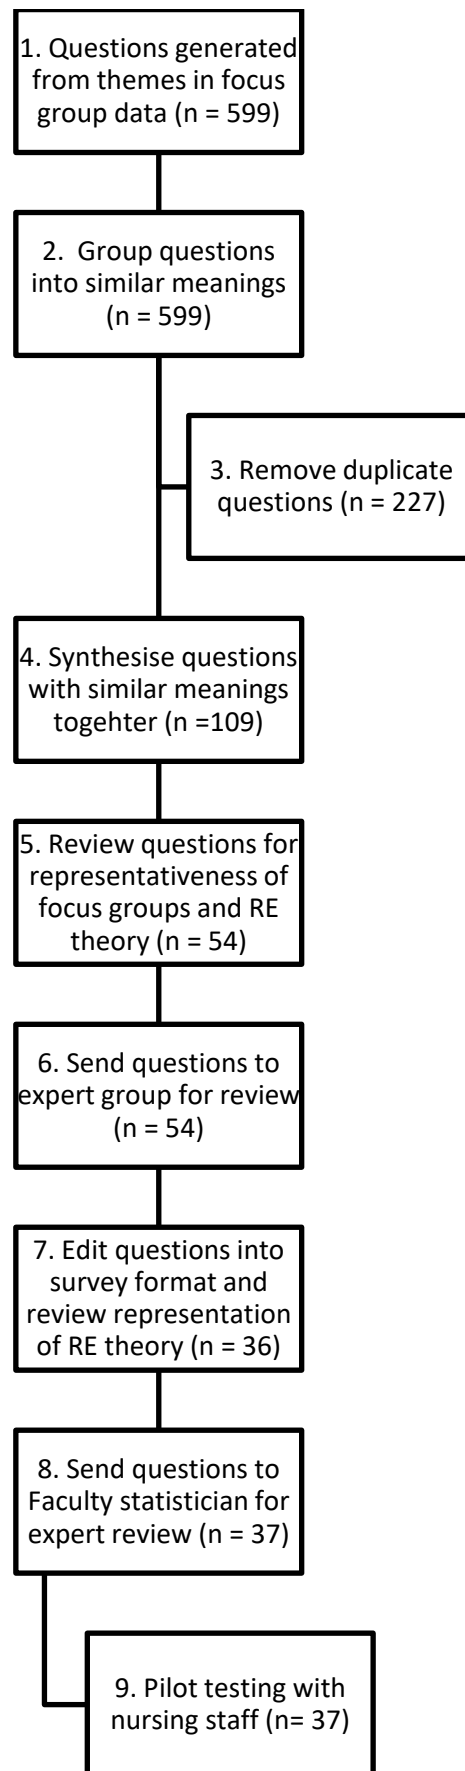 1. Questions generated
from themes in focus
group data (n = 599)
2.  Group questions
into similar meanings
(n = 599)
3. Remove duplicate
questions (n = 227)
4. Synthesise questions
with similar meanings
togehter (n =109)
5. Review questions for
representativeness of
focus groups and RE
theory (n = 54)
6. Send questions to
expert group for review
(n = 54)
7. Edit questions into
survey format and
review representation
of RE theory (n = 36)
8. Send questions to
Faculty statistician for
expert review (n = 37)
9. Pilot testing with
nursing staff (n= 37)